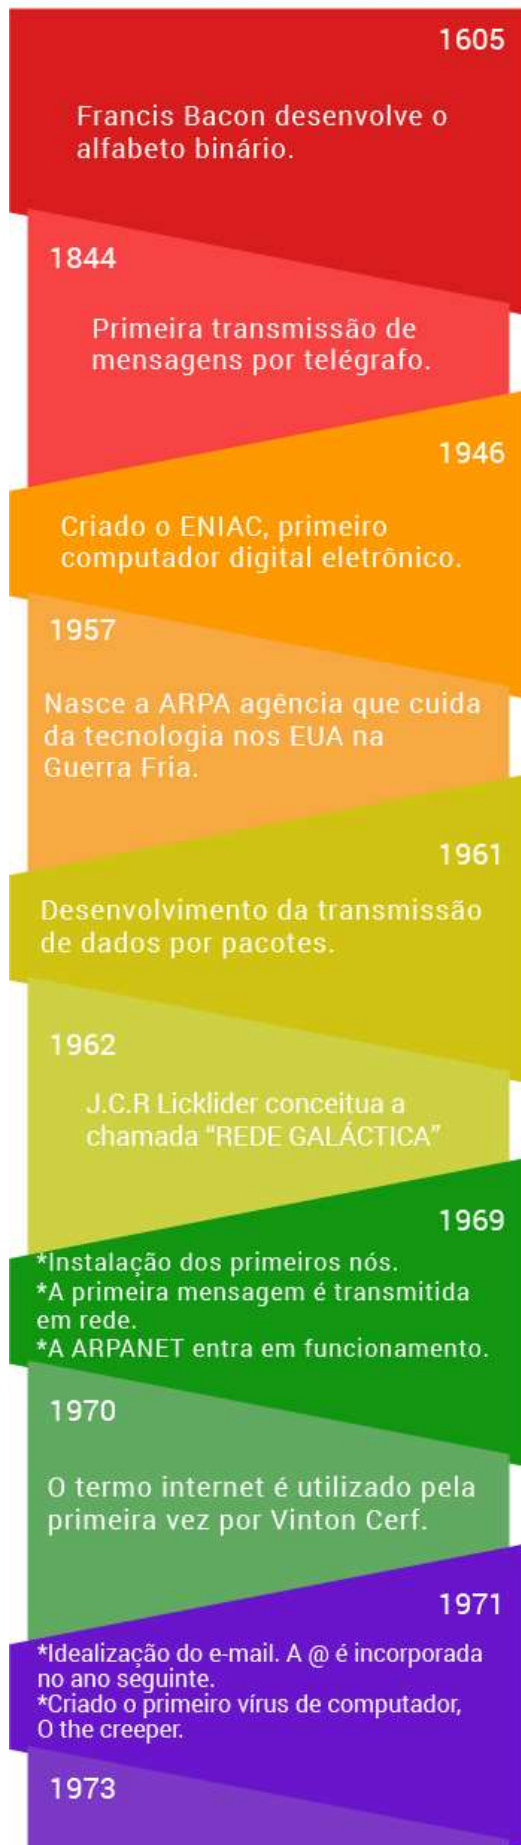 1605
Francis Bacon desenvolve o
alfabeto binário.
1844
Primeira transmissão de
mensagens por telégrafo.
1946
Criado o ENIAC, primeiro
computador digital eletrônico.
1957
Nasce a ARPA agência que cuida
da tecnologia nos EUA na
Guerra Fria.
1961
Desenvolvimento da transmissão
de dados por pacotes.
1962
J.C.R Licklider conceitua a
chamada “REDE GALÁCTICA”
1969
*Instalação dos primeiros nós.
*A primeira mensagem é transmitida
em rede.
*A ARPANET entra em funcionamento.
1970
O termo internet é utilizado pela
primeira vez por Vinton Cerf.
1971
*Idealização do e-mail. A @ é incorporada
no ano seguinte.
*Criado o primeiro vírus de computador,
O the creeper.
1973